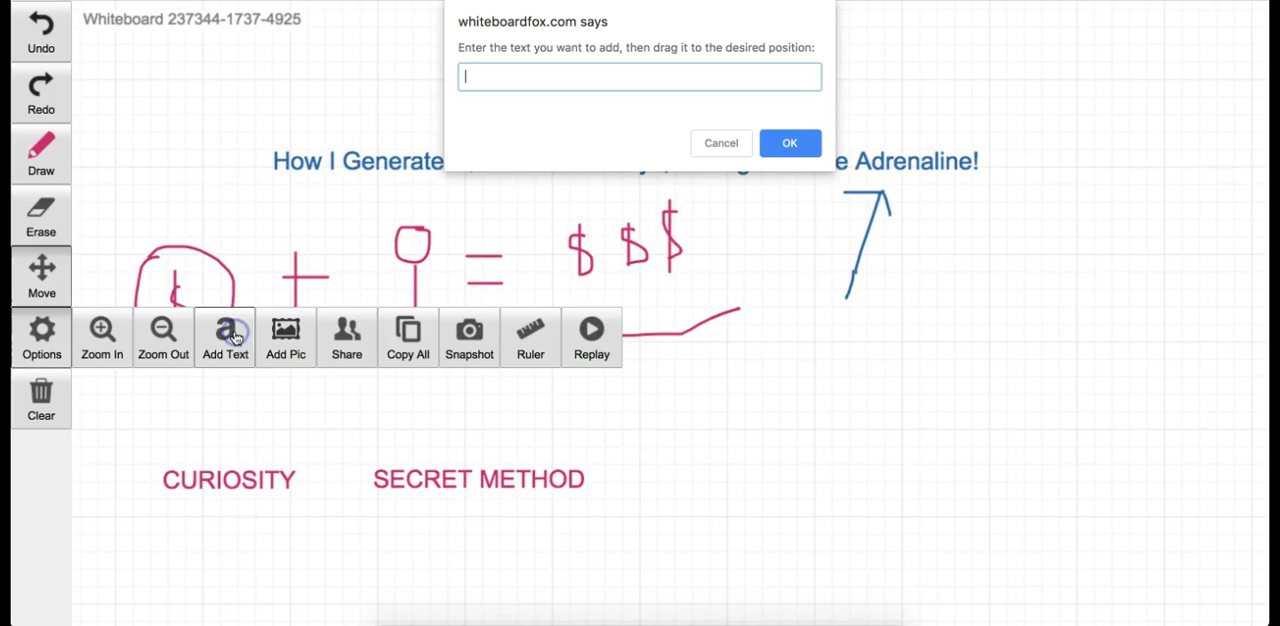 Undo
Whiteboard 237344-1737-4925
whiteboardfox.com says
Enter the text you want to add, then drag it to the desired position:
Redo
Cancel
OK
Draw
How I Generate e Adrenaline!
Erase
+ = $ $ $
Move
Options
Zoom In
Zoom Out
Add Text
Add Pic
Share
Copy All
Snapshot
Ruler
Replay
Clear
CURIOSITY
SECRET METHOD